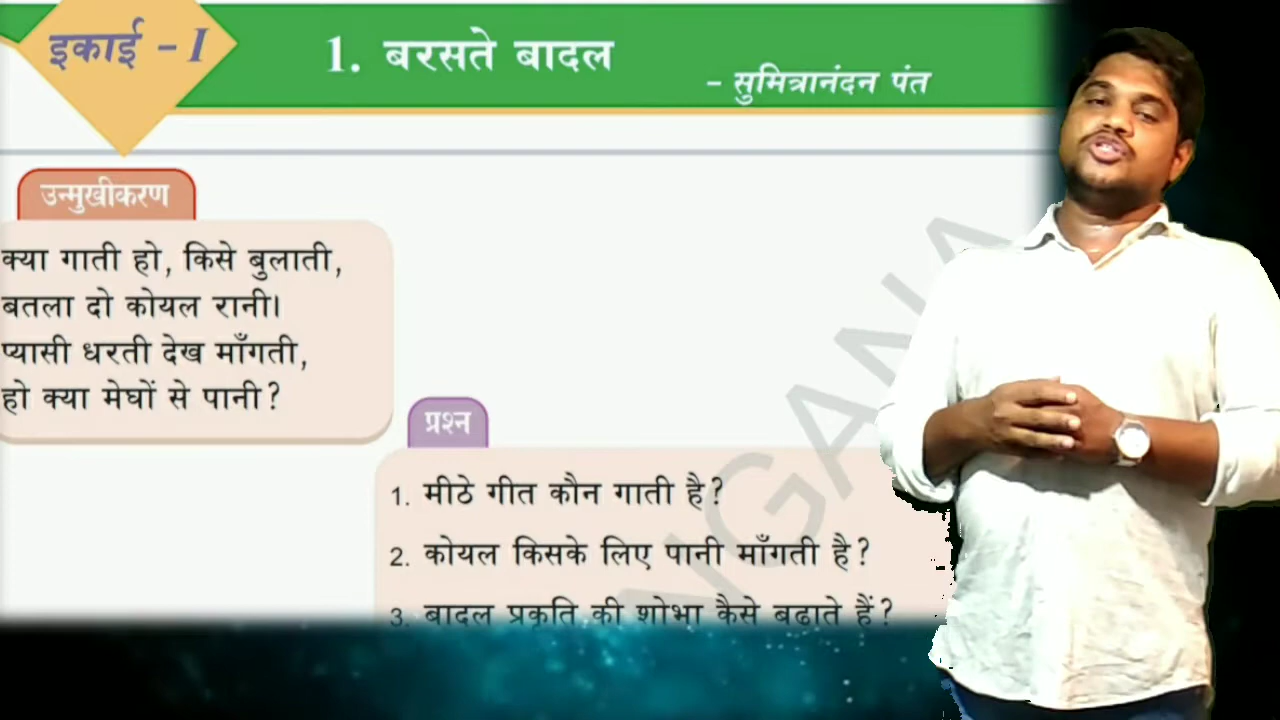 इकाई - I
1. बरसते बादल
- सुमित्रानंदन पंत
उन्मुखीकरण
क्या गाती हो, किसे बुलाती,
बतला दो कोयल रानी।
प्यासी धरती देख माँगती,
हो क्या मेघों से पानी?
प्रश्न
1. मीठे गीत कौन गाती है?
2. कोयल किसके लिए पानी माँगती है?
3. बादल प्रकृति की शोभा कैसे बढ़ाते हैं?